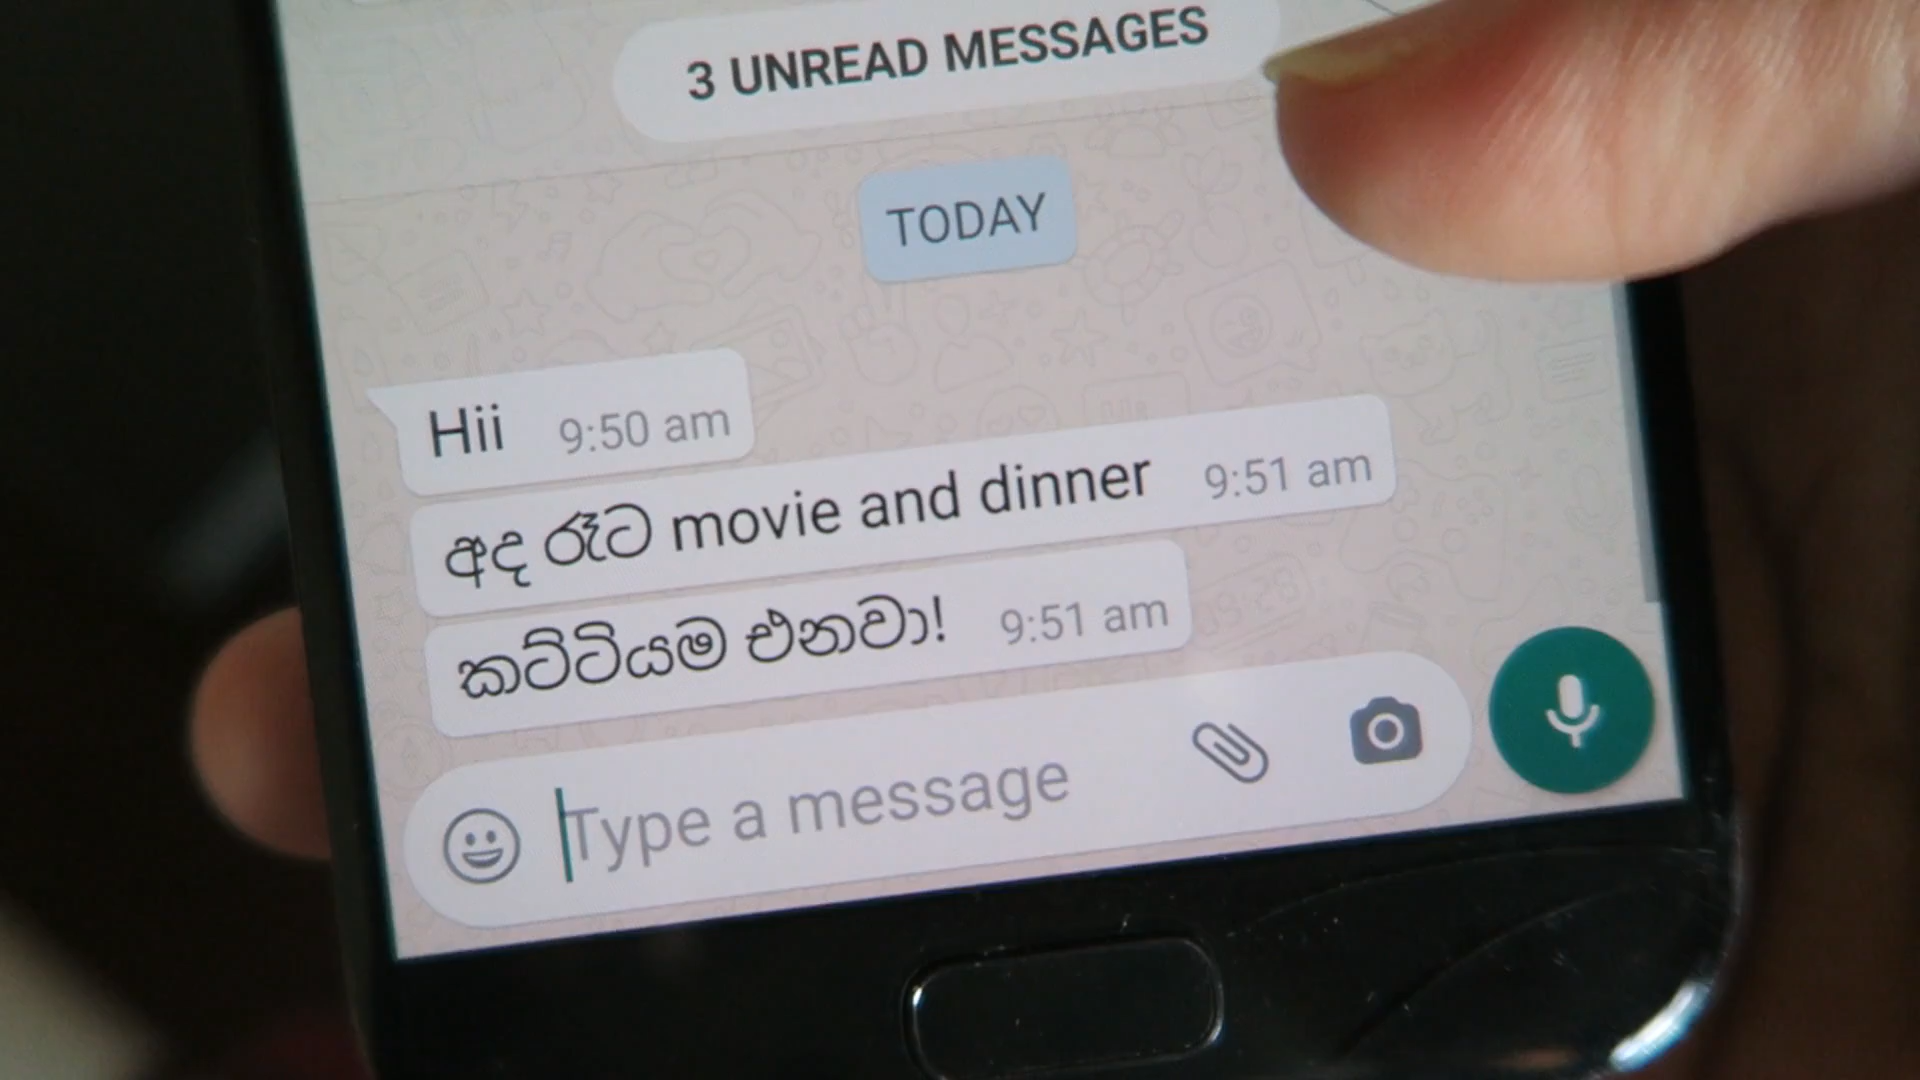 3 UNREAD MESSAGES
TODAY
Hii 9:50 am
අද රෑට movie and dinner 9:51 am
කට්ටියම එනවා! 9:51 am
Type a message